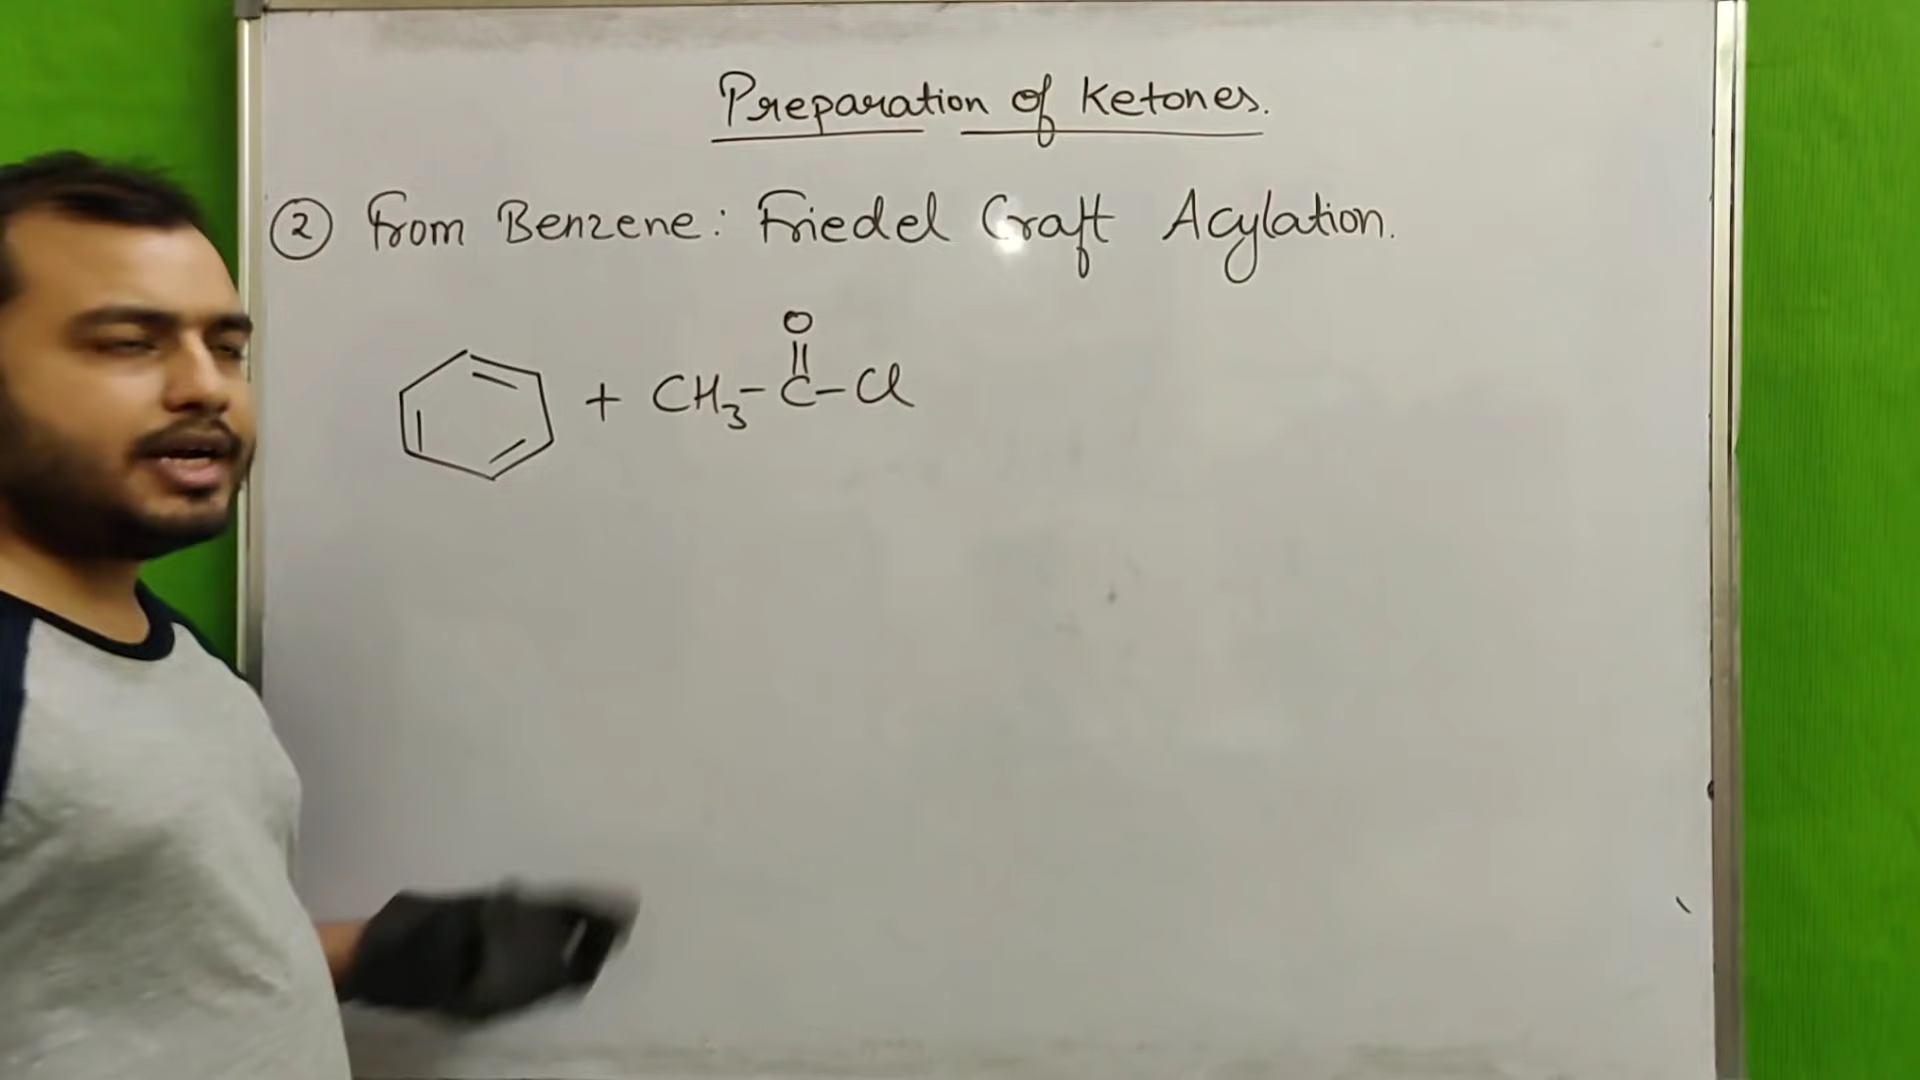 Preparation of Ketones.
② From Benzene: Friedel Craft Acylation.
O
+ CH₃-C-Cl